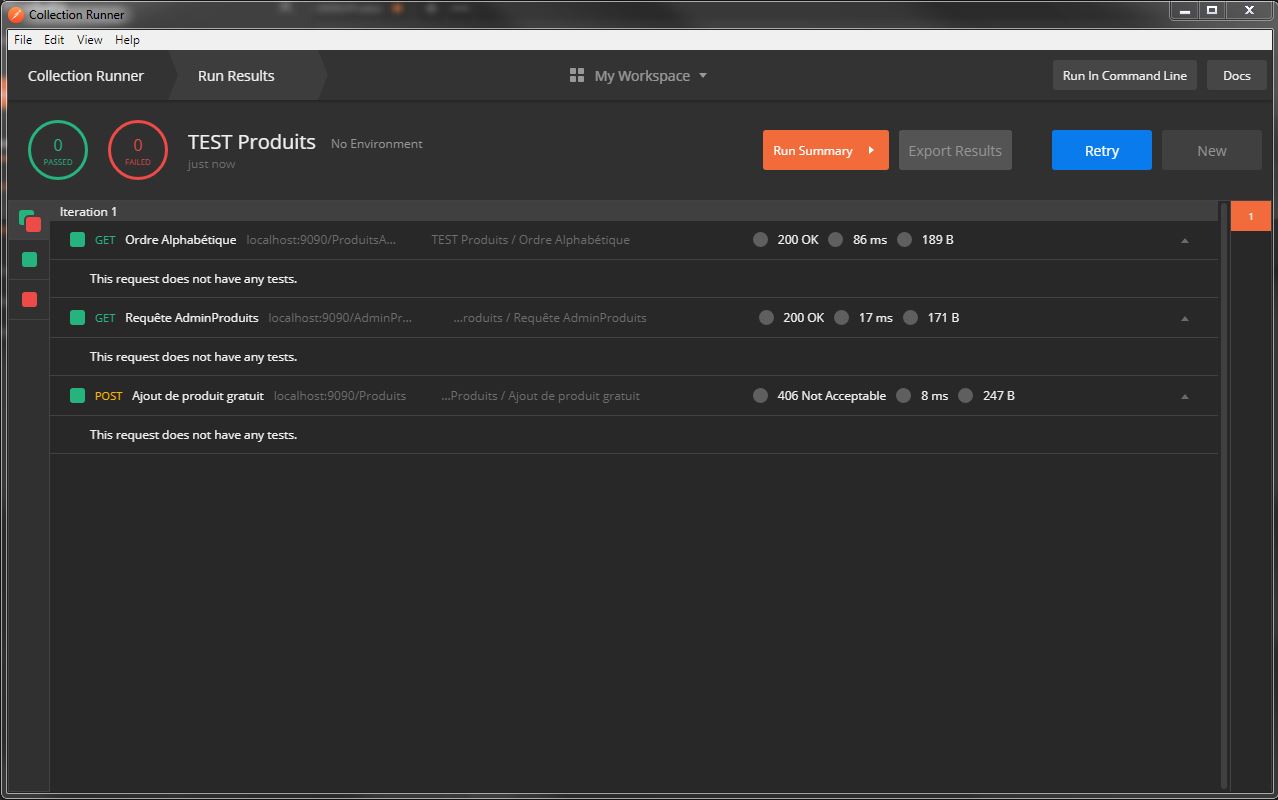 Collection Runner
File Edit View Help
Collection Runner Run Results My Workspace Run In Command Line Docs
0 PASSED 0 FAILED TEST Produits No Environment just now Run Summary Export Results Retry New
Iteration 1 1
GET Ordre Alphabétique localhost:9090/ProduitsA... TEST Produits / Ordre Alphabétique 200 OK 86 ms 189 B
This request does not have any tests.
GET Requête AdminProduits localhost:9090/AdminPr... ...roduits / Requête AdminProduits 200 OK 17 ms 171 B
This request does not have any tests.
POST Ajout de produit gratuit localhost:9090/Produits ...Produits / Ajout de produit gratuit 406 Not Acceptable 8 ms 247 B
This request does not have any tests.